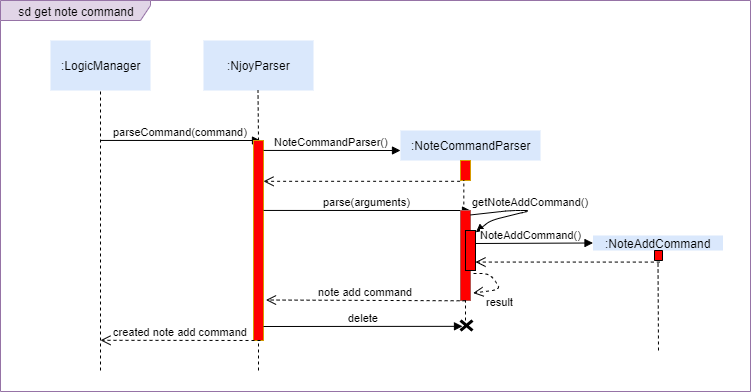 sd get note command
:LogicManager
:NjoyParser
parseCommand(command)
NoteCommandParser()
:NoteCommandParser
parse(arguments)
getNoteAddCommand()
NoteAddCommand()
:NoteAddCommand
note add command
result
delete
created note add command